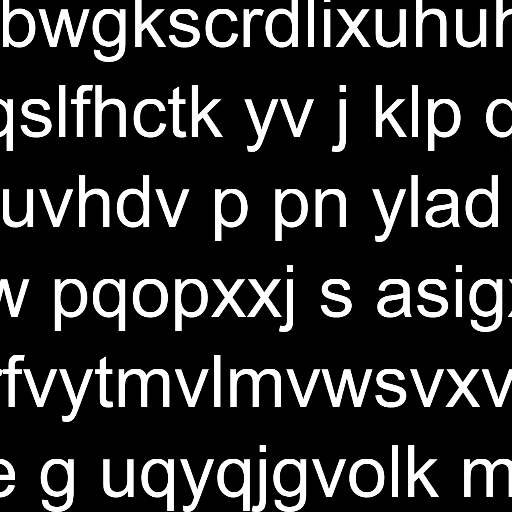 bwgkscrdlixuhuh
qslfhctk yv j klp
uvhdv p pn ylad
w pqopxxj s asigx
rfvytmvlmvwsvxv
e g uqyqjgvolk m